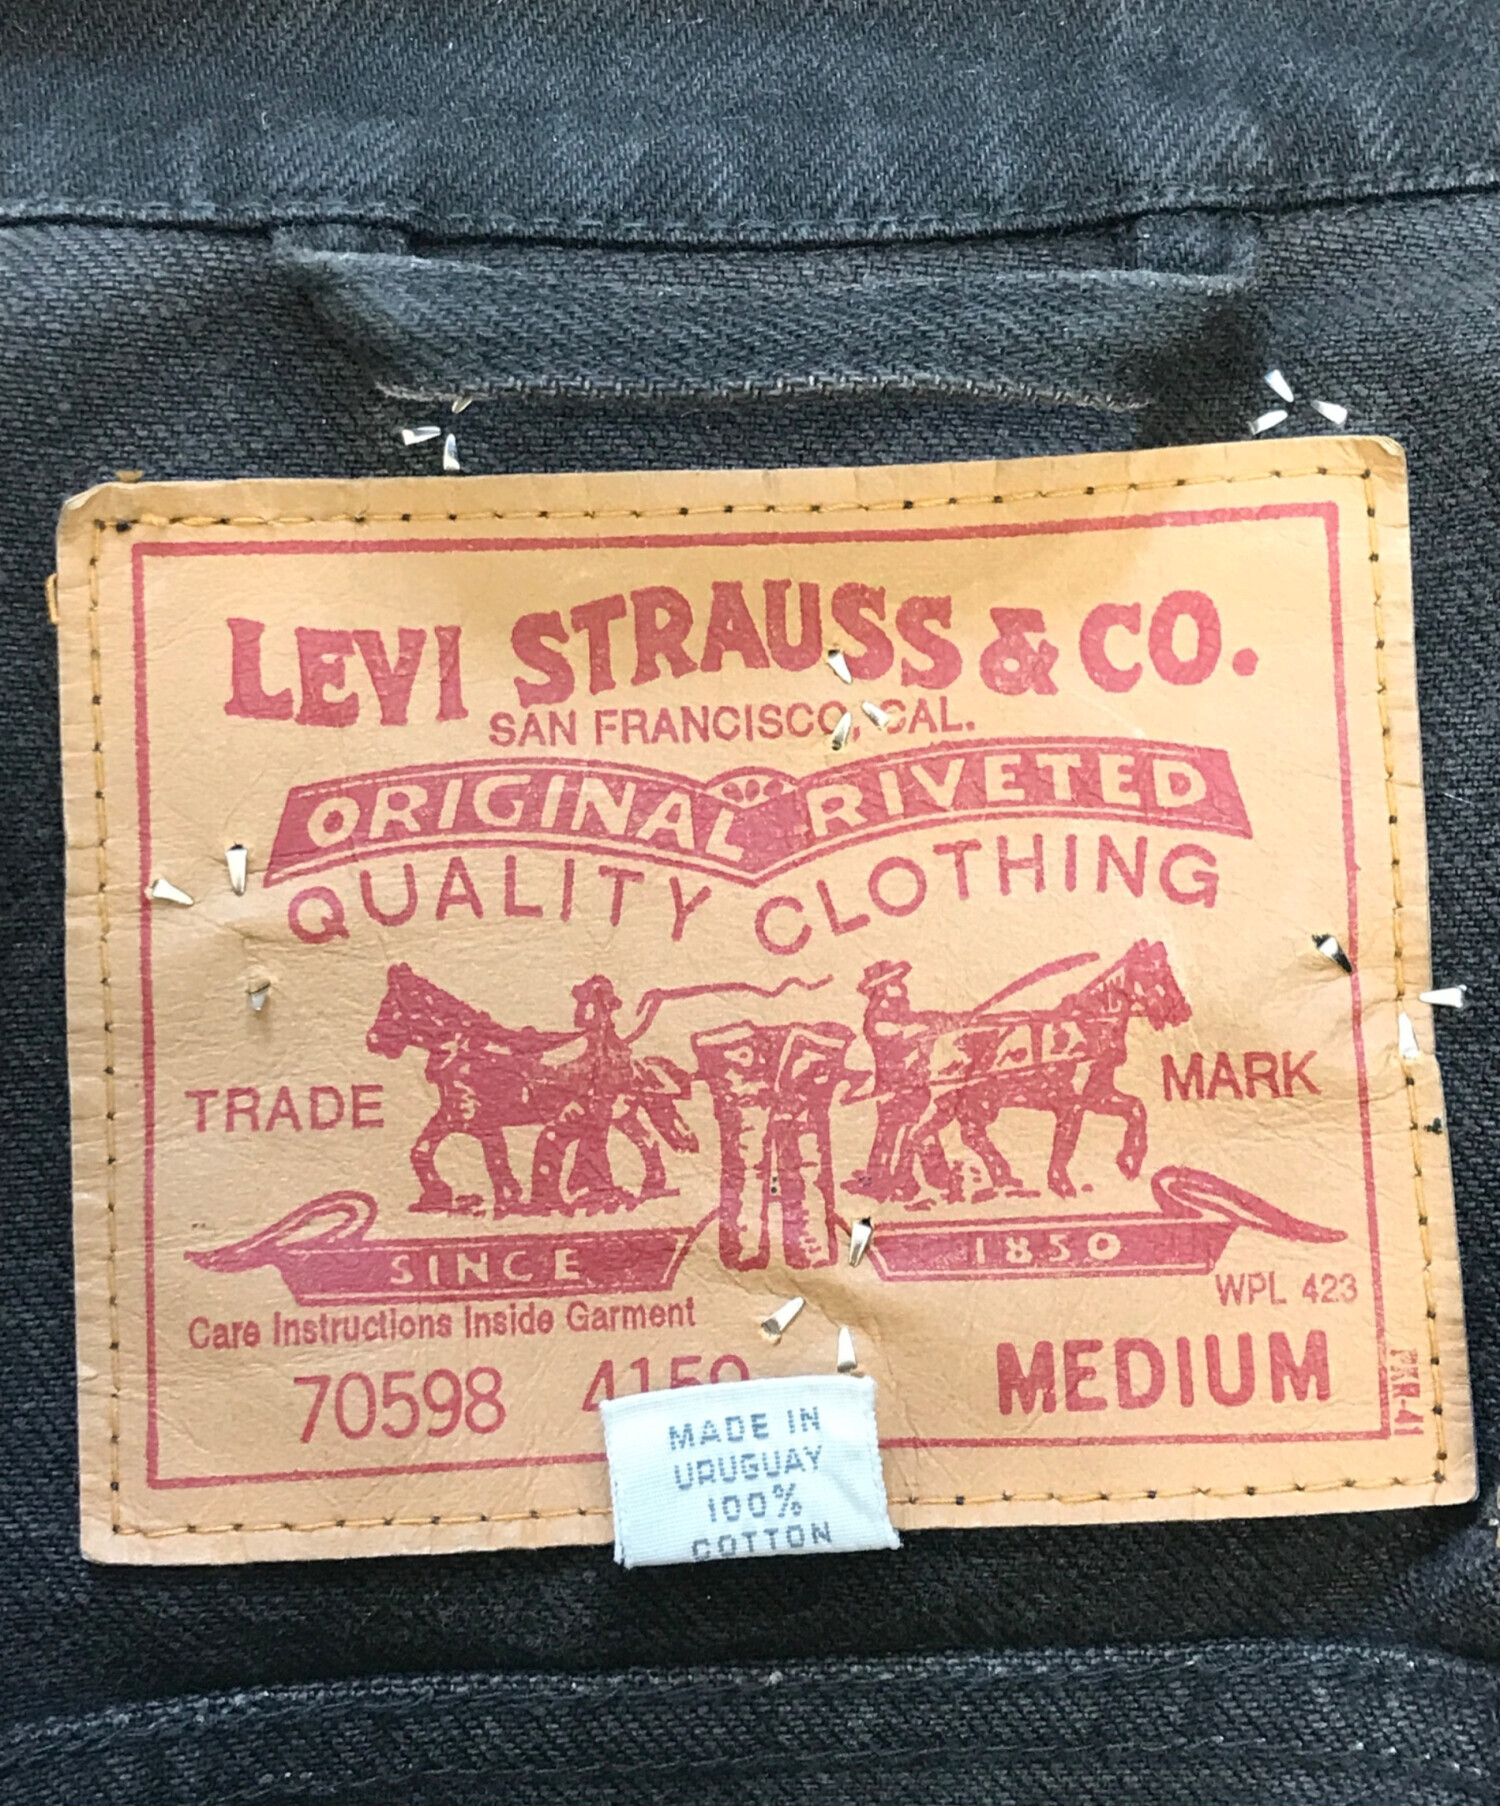 LEVI STRAUSS & CO.
SAN FRANCISCO, CAL.
ORIGINAL RIVETED
QUALITY CLOTHING
TRADE MARK
SINCE 1850
WPL 423
Care Instructions Inside Garment
70598 4159 MEDIUM
MADE IN
URUGUAY
100%
COTTON